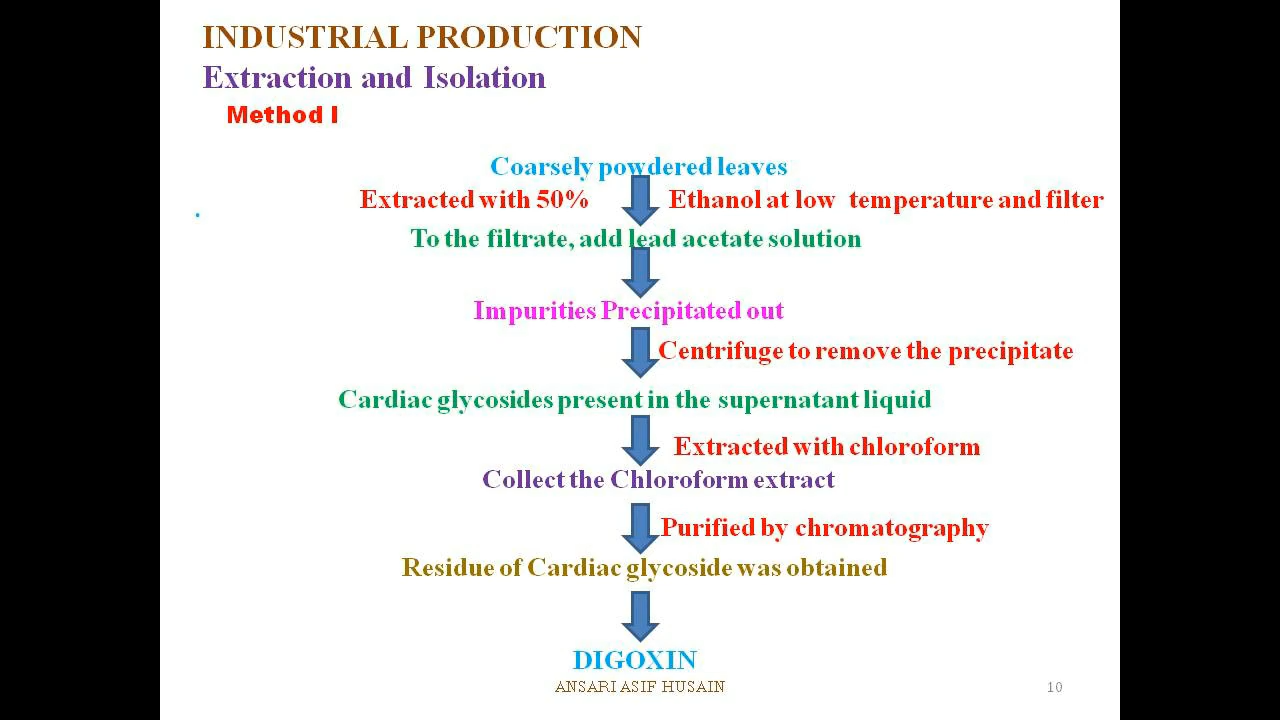 INDUSTRIAL PRODUCTION
Extraction and Isolation
Method I
Coarsely powdered leaves
Extracted with 50% Ethanol at low temperature and filter
To the filtrate, add lead acetate solution
Impurities Precipitated out
Centrifuge to remove the precipitate
Cardiac glycosides present in the supernatant liquid
Extracted with chloroform
Collect the Chloroform extract
Purified by chromatography
Residue of Cardiac glycoside was obtained
DIGOXIN
ANSARI ASIF HUSAIN 10